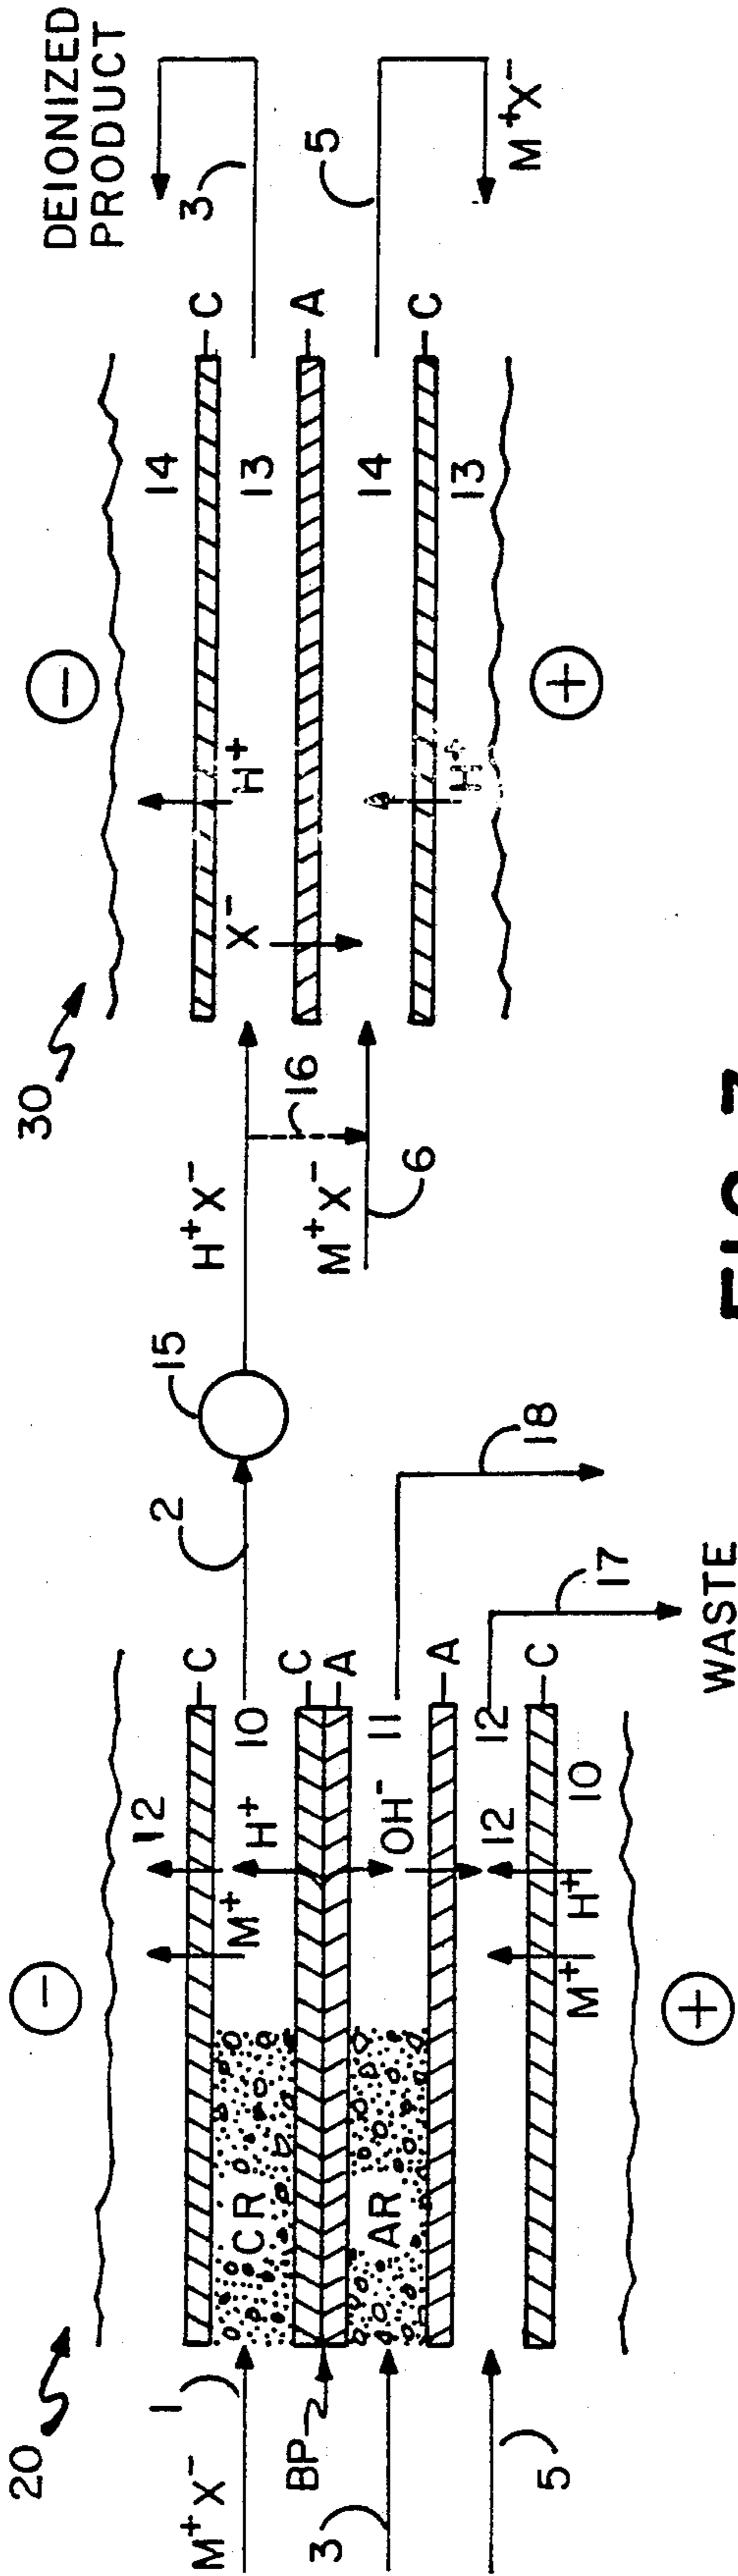 20
30
−
−
DEIONIZED
PRODUCT
M⁺X⁻
1
12
C
2
15
H⁺X⁻
14
C
3
CR
M⁺
H⁺
10
X⁻
H⁺
13
BP
C
A
16
A
3
AR
OH⁻
11
A
18
M⁺X⁻
6
14
5
5
12
12
C
17
M⁺X⁻
C
M⁺
H⁺
10
WASTE
H⁺
13
+
+